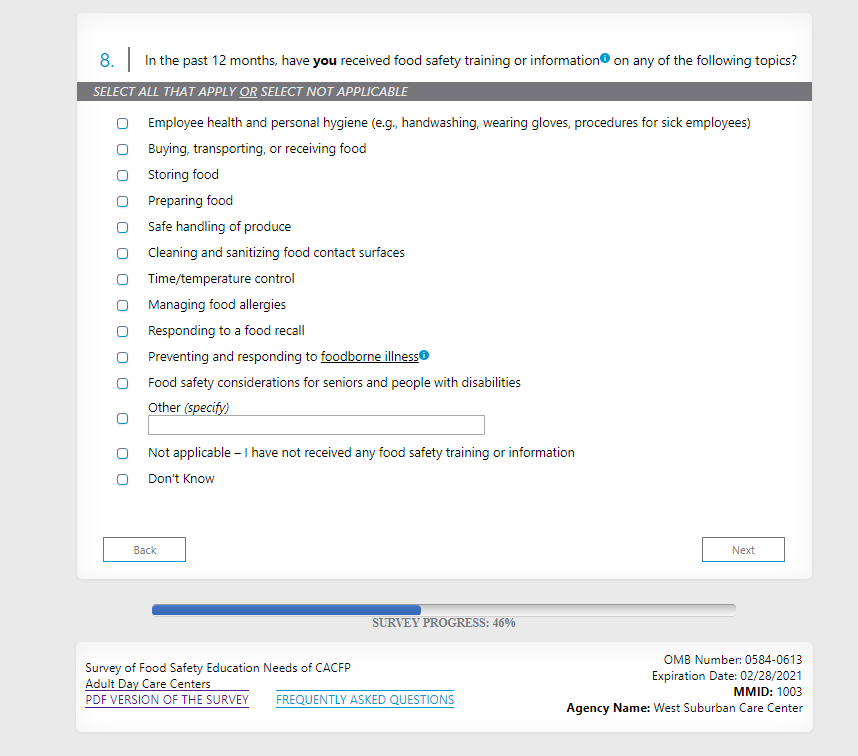 8. In the past 12 months, have you received food safety training or information on any of the following topics?
SELECT ALL THAT APPLY OR SELECT NOT APPLICABLE
Employee health and personal hygiene (e.g., handwashing, wearing gloves, procedures for sick employees)
Buying, transporting, or receiving food
Storing food
Preparing food
Safe handling of produce
Cleaning and sanitizing food contact surfaces
Time/temperature control
Managing food allergies
Responding to a food recall
Preventing and responding to foodborne illness
Food safety considerations for seniors and people with disabilities
Other (specify)
Not applicable – I have not received any food safety training or information
Don't Know
Back
Next
SURVEY PROGRESS: 46%
Survey of Food Safety Education Needs of CACFP
Adult Day Care Centers
PDF VERSION OF THE SURVEY
FREQUENTLY ASKED QUESTIONS
OMB Number: 0584-0613
Expiration Date: 02/28/2021
MMID: 1003
Agency Name: West Suburban Care Center